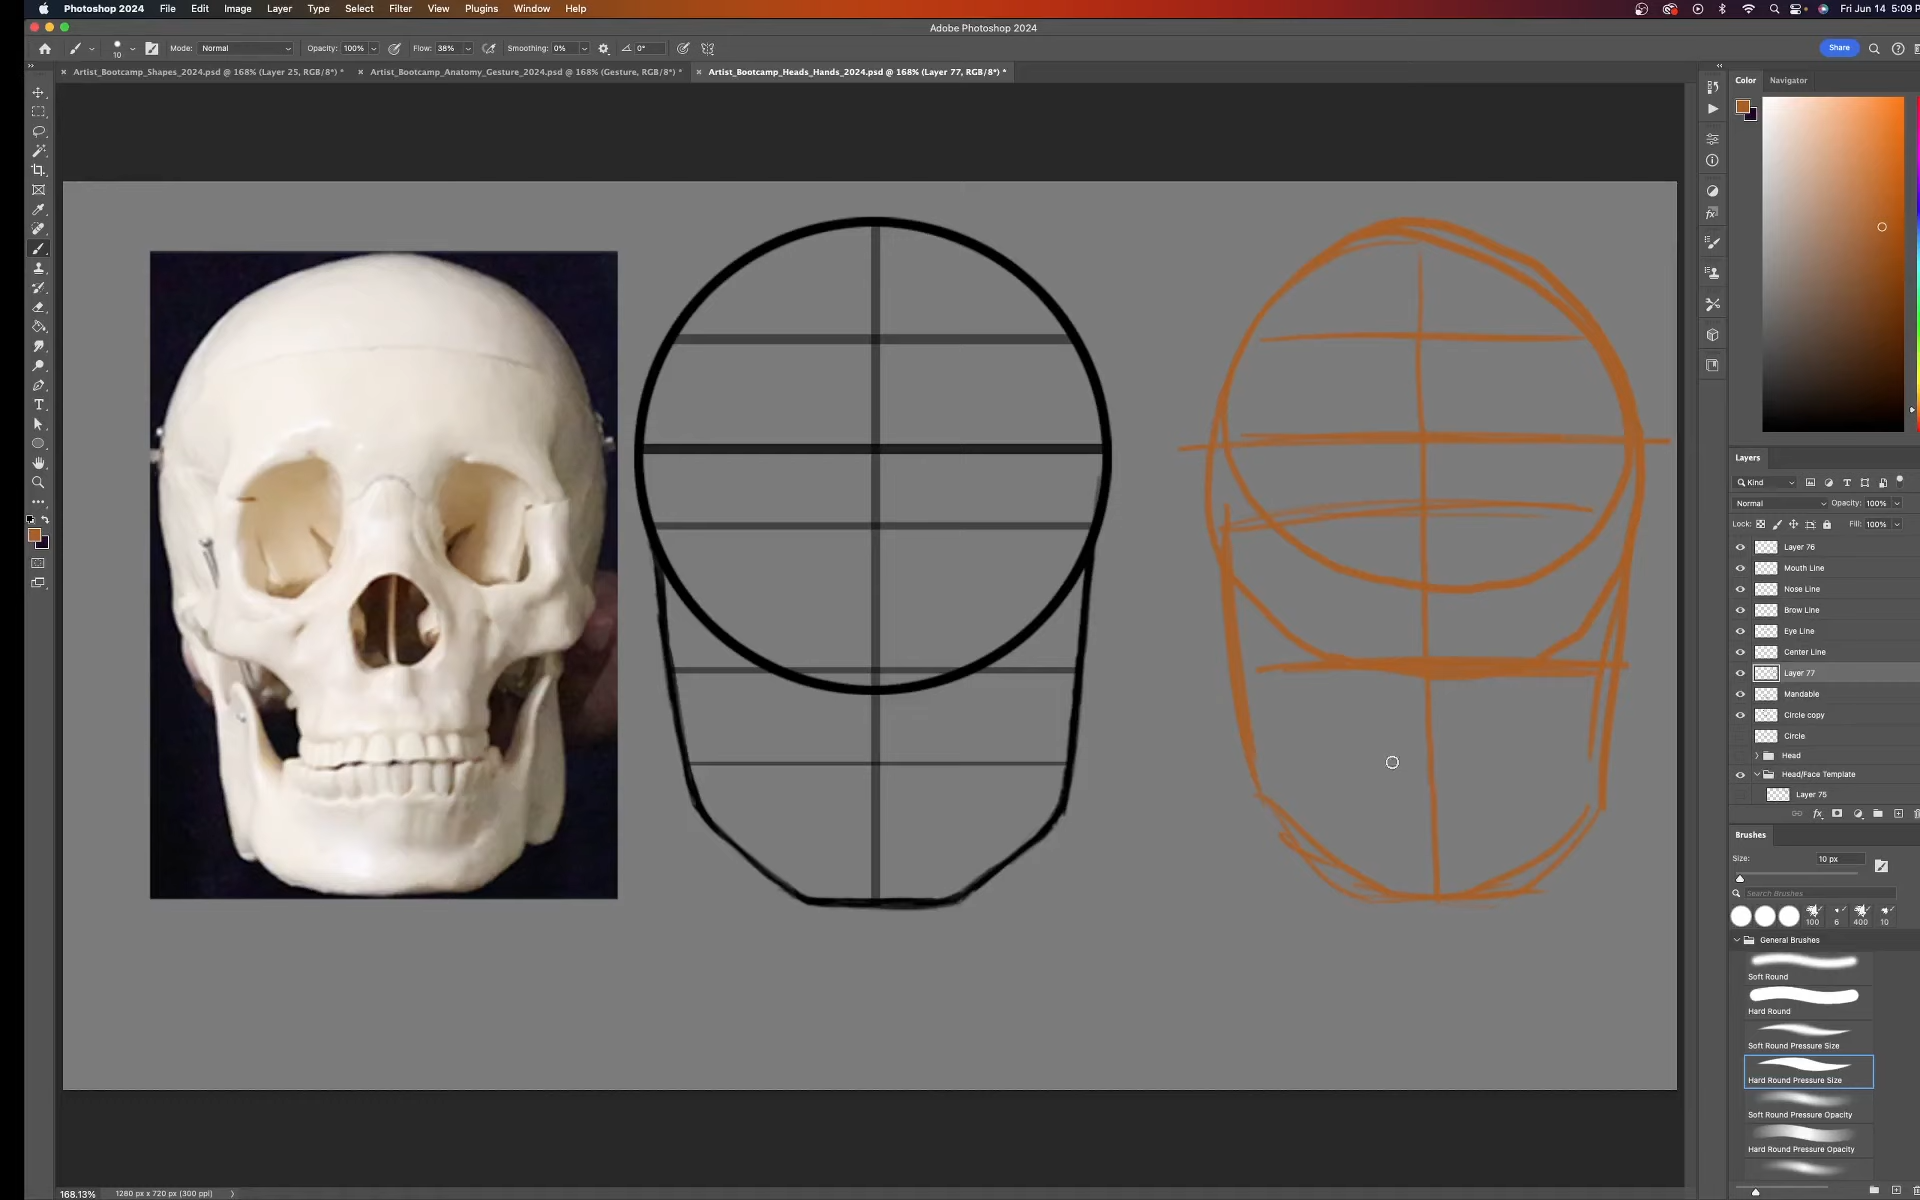 Photoshop 2024 File Edit Image Layer Type Select Filter View Plugins Window Help Fri Jun 14 5:09
Adobe Photoshop 2024
10 Mode: Normal Opacity: 100% Flow: 38% Smoothing: 0% 0° Share
Artist_Bootcamp_Shapes_2024.psd @ 168% (Layer 25, RGB/8*) * Artist_Bootcamp_Anatomy_Gesture_2024.psd @ 168% (Gesture, RGB/8*) * Artist_Bootcamp_Heads_Hands_2024.psd @ 168% (Layer 77, RGB/8*) *
Color Navigator
Layers
Kind
Normal Opacity: 100%
Lock: Fill: 100%
Layer 76
Mouth Line
Nose Line
Brow Line
Eye Line
Center Line
Layer 77
Mandable
Circle copy
Circle
Head
Head/Face Template
Layer 75
fx
Brushes
Size: 10 px
Search Brushes
100 6 400 10
General Brushes
Soft Round
Hard Round
Soft Round Pressure Size
Hard Round Pressure Size
Soft Round Pressure Opacity
Hard Round Pressure Opacity
168.13% 1280 px x 720 px (300 ppi)